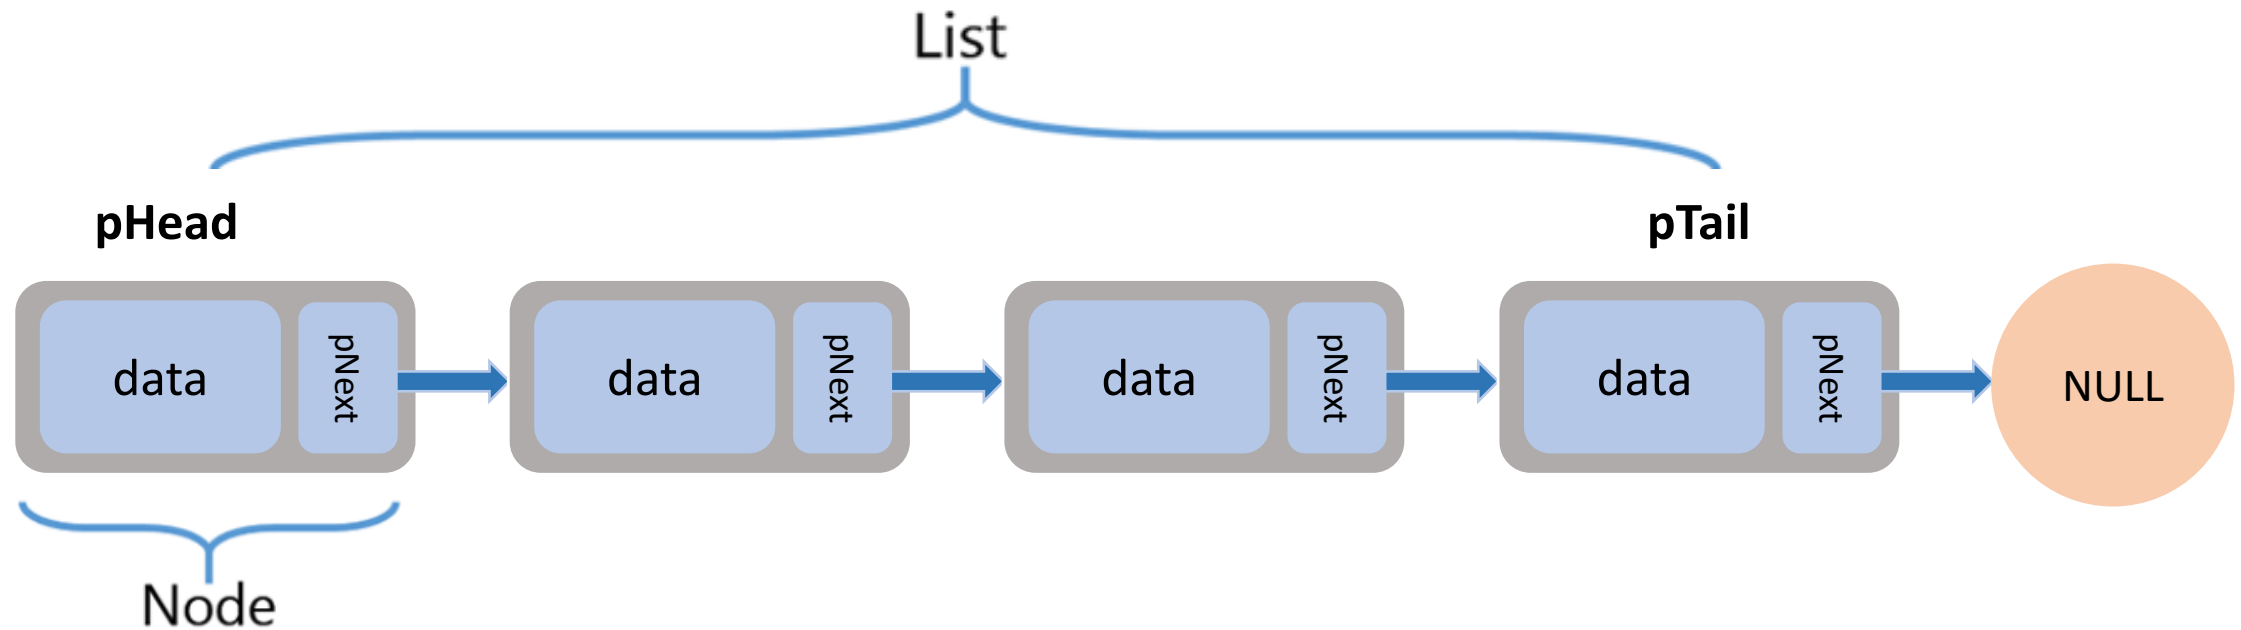 List
pHead
pTail
data
pNext
data
pNext
data
pNext
data
pNext
NULL
Node